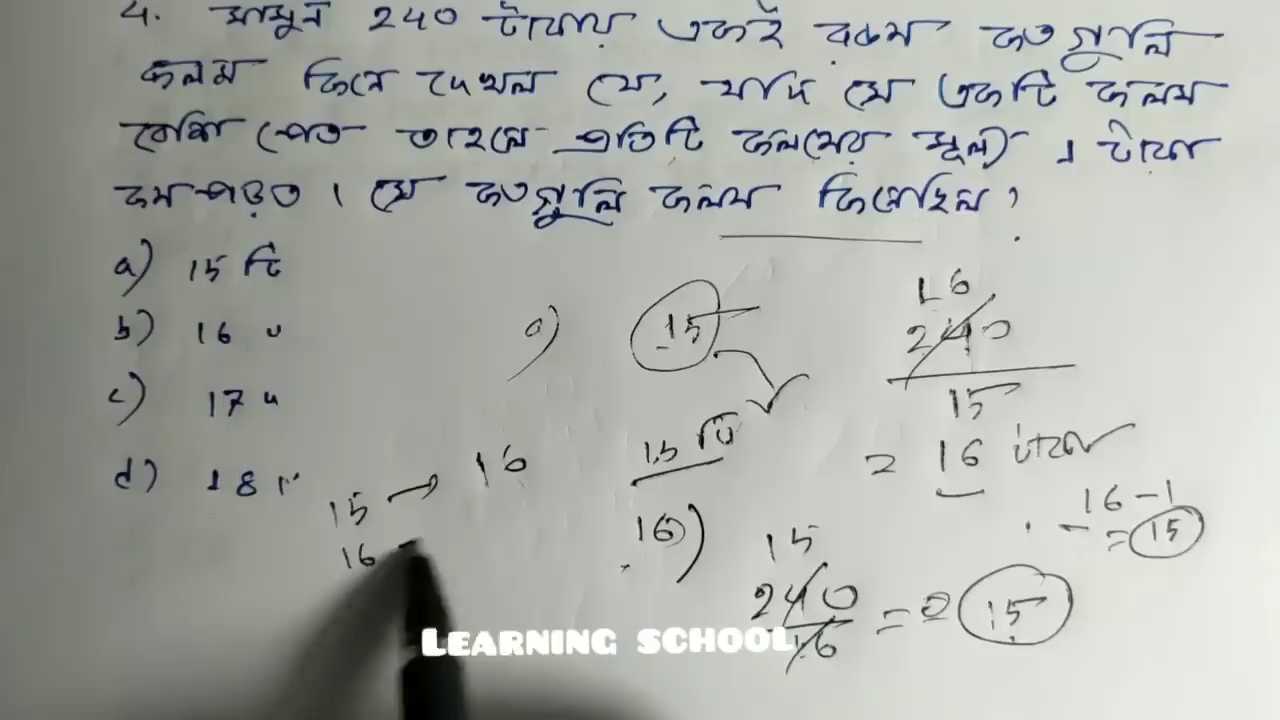 4. মামুন 240 টাকায় একই রকম কতগুলি
কলম কিনে দেখল যে, যদি সে একটি কলম
বেশি পেত তাহলে প্রতিটি কলমের মূল্য 1 টাকা
কম পড়ত । সে কতগুলি কলম কিনেছিল ?
a) 15 টি
b) 16 "
c) 17 "
d) 18 "
a) 15
15 টি
16
240
15
= 16 টাকা
16-1
= 15
15 → 16
16
16)
15
240
16
= 15
LEARNING SCHOOL